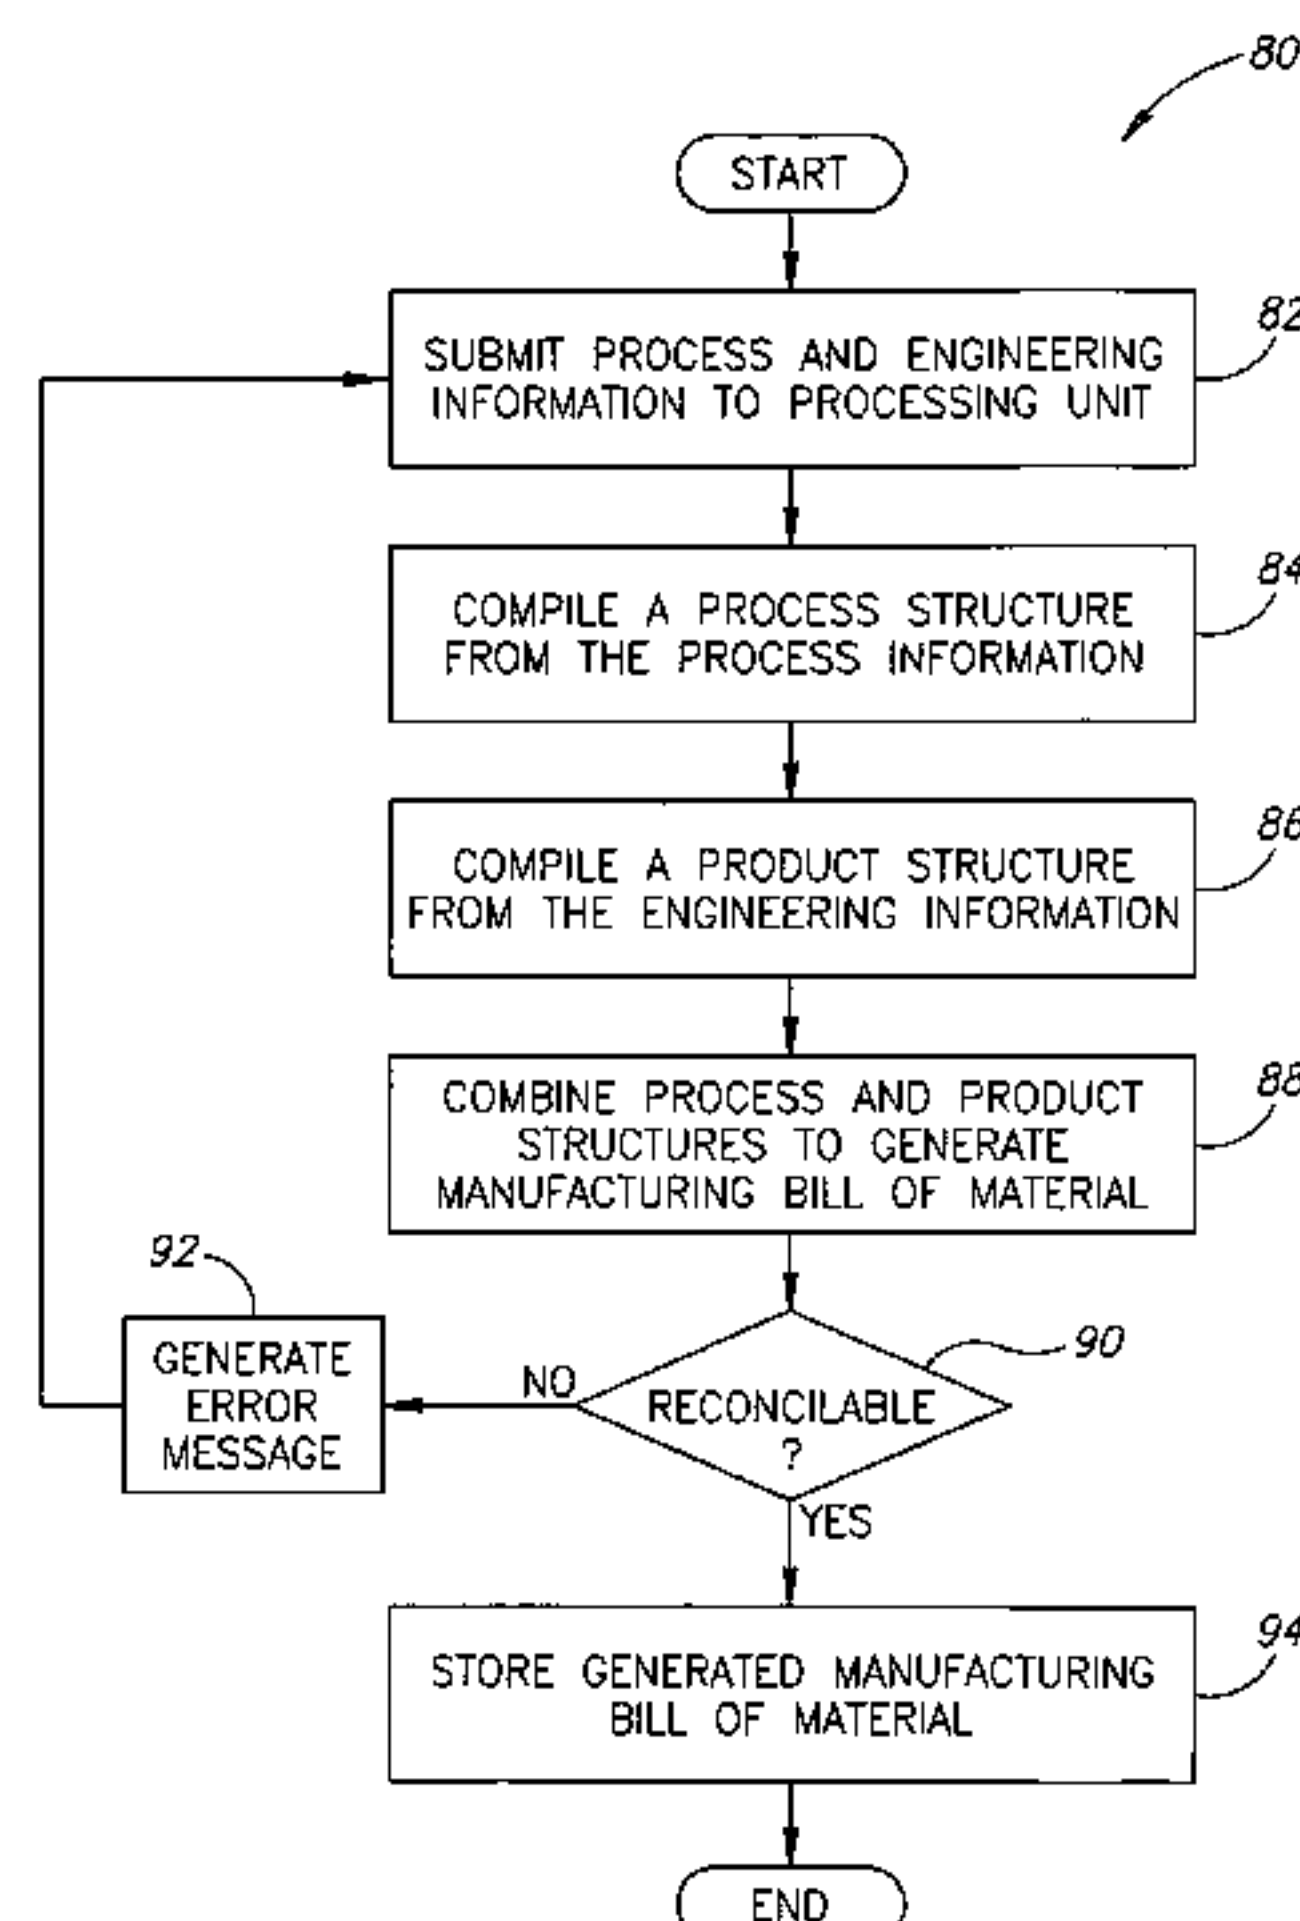 80
START
82
SUBMIT PROCESS AND ENGINEERING
INFORMATION TO PROCESSING UNIT
84
COMPILE A PROCESS STRUCTURE
FROM THE PROCESS INFORMATION
86
COMPILE A PRODUCT STRUCTURE
FROM THE ENGINEERING INFORMATION
88
COMBINE PROCESS AND PRODUCT
STRUCTURES TO GENERATE
MANUFACTURING BILL OF MATERIAL
92
90
GENERATE
ERROR
MESSAGE
NO
RECONCILABLE
?
YES
94
STORE GENERATED MANUFACTURING
BILL OF MATERIAL
END